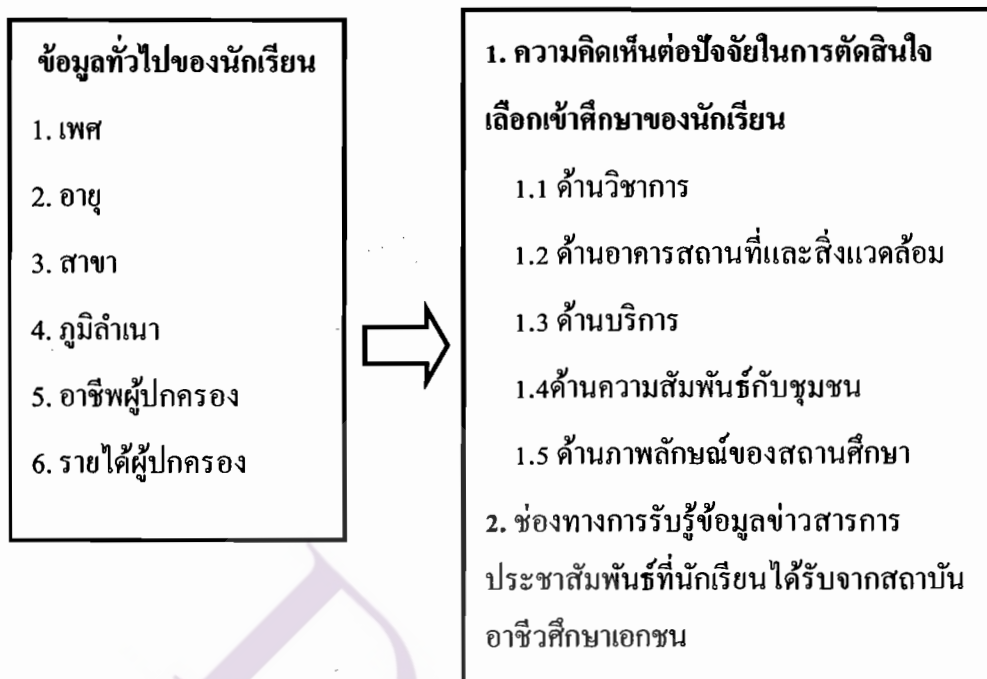 ข้อมูลทั่วไปของนักเรียน
1. เพศ
2. อายุ
3. สาขา
4. ภูมิลำเนา
5. อาชีพผู้ปกครอง
6. รายได้ผู้ปกครอง
1. ความคิดเห็นต่อปัจจัยในการตัดสินใจ
เลือกเข้าศึกษาของนักเรียน
1.1 ด้านวิชาการ
1.2 ด้านอาคารสถานที่และสิ่งแวดล้อม
1.3 ด้านบริการ
1.4ด้านความสัมพันธ์กับชุมชน
1.5 ด้านภาพลักษณ์ของสถานศึกษา
2. ช่องทางการรับรู้ข้อมูลข่าวสารการ
ประชาสัมพันธ์ที่นักเรียนได้รับจากสถาบัน
อาชีวศึกษาเอกชน